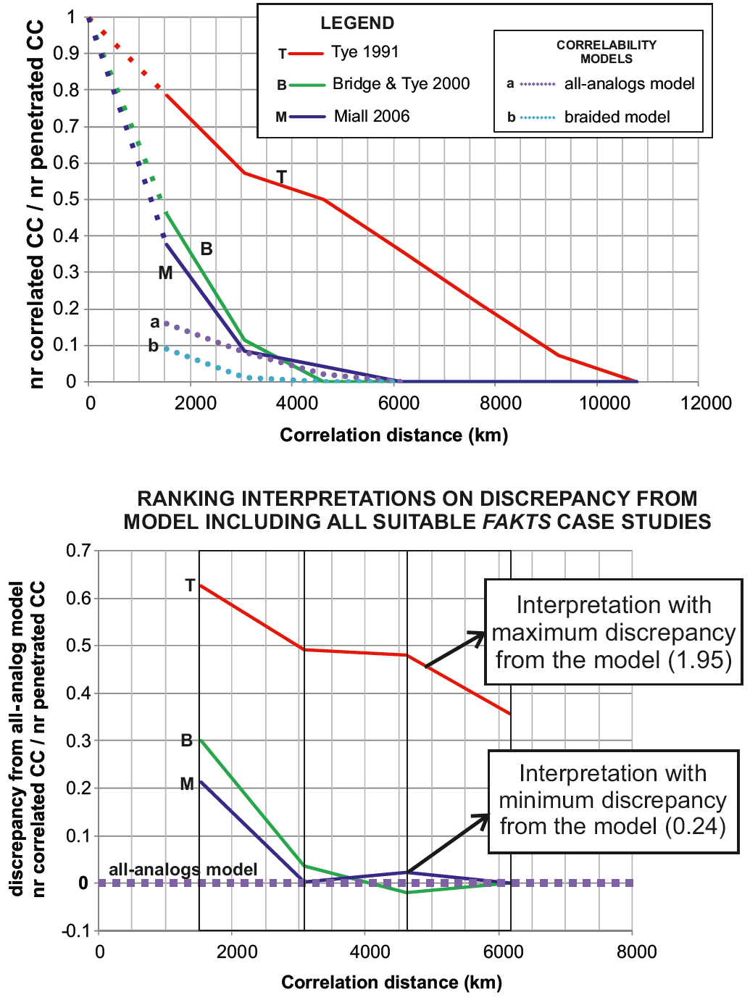 nr correlated CC / nr penetrated CC
1
0.9
0.8
0.7
0.6
0.5
0.4
0.3
0.2
0.1
0
LEGEND
T Tye 1991
B Bridge & Tye 2000
M Miall 2006
CORRELABILITY
MODELS
a all-analogs model
b braided model
T
B
M
a
b
0 2000 4000 6000 8000 10000 12000
Correlation distance (km)
RANKING INTERPRETATIONS ON DISCREPANCY FROM
MODEL INCLUDING ALL SUITABLE FAKTS CASE STUDIES
discrepancy from all-analog model
nr correlated CC / nr penetrated CC
0.7
0.6
0.5
0.4
0.3
0.2
0.1
0
-0.1
T
B
M
all-analogs model
Interpretation with
maximum discrepancy
from the model (1.95)
Interpretation with
minimum discrepancy
from the model (0.24)
0 2000 4000 6000 8000
Correlation distance (km)